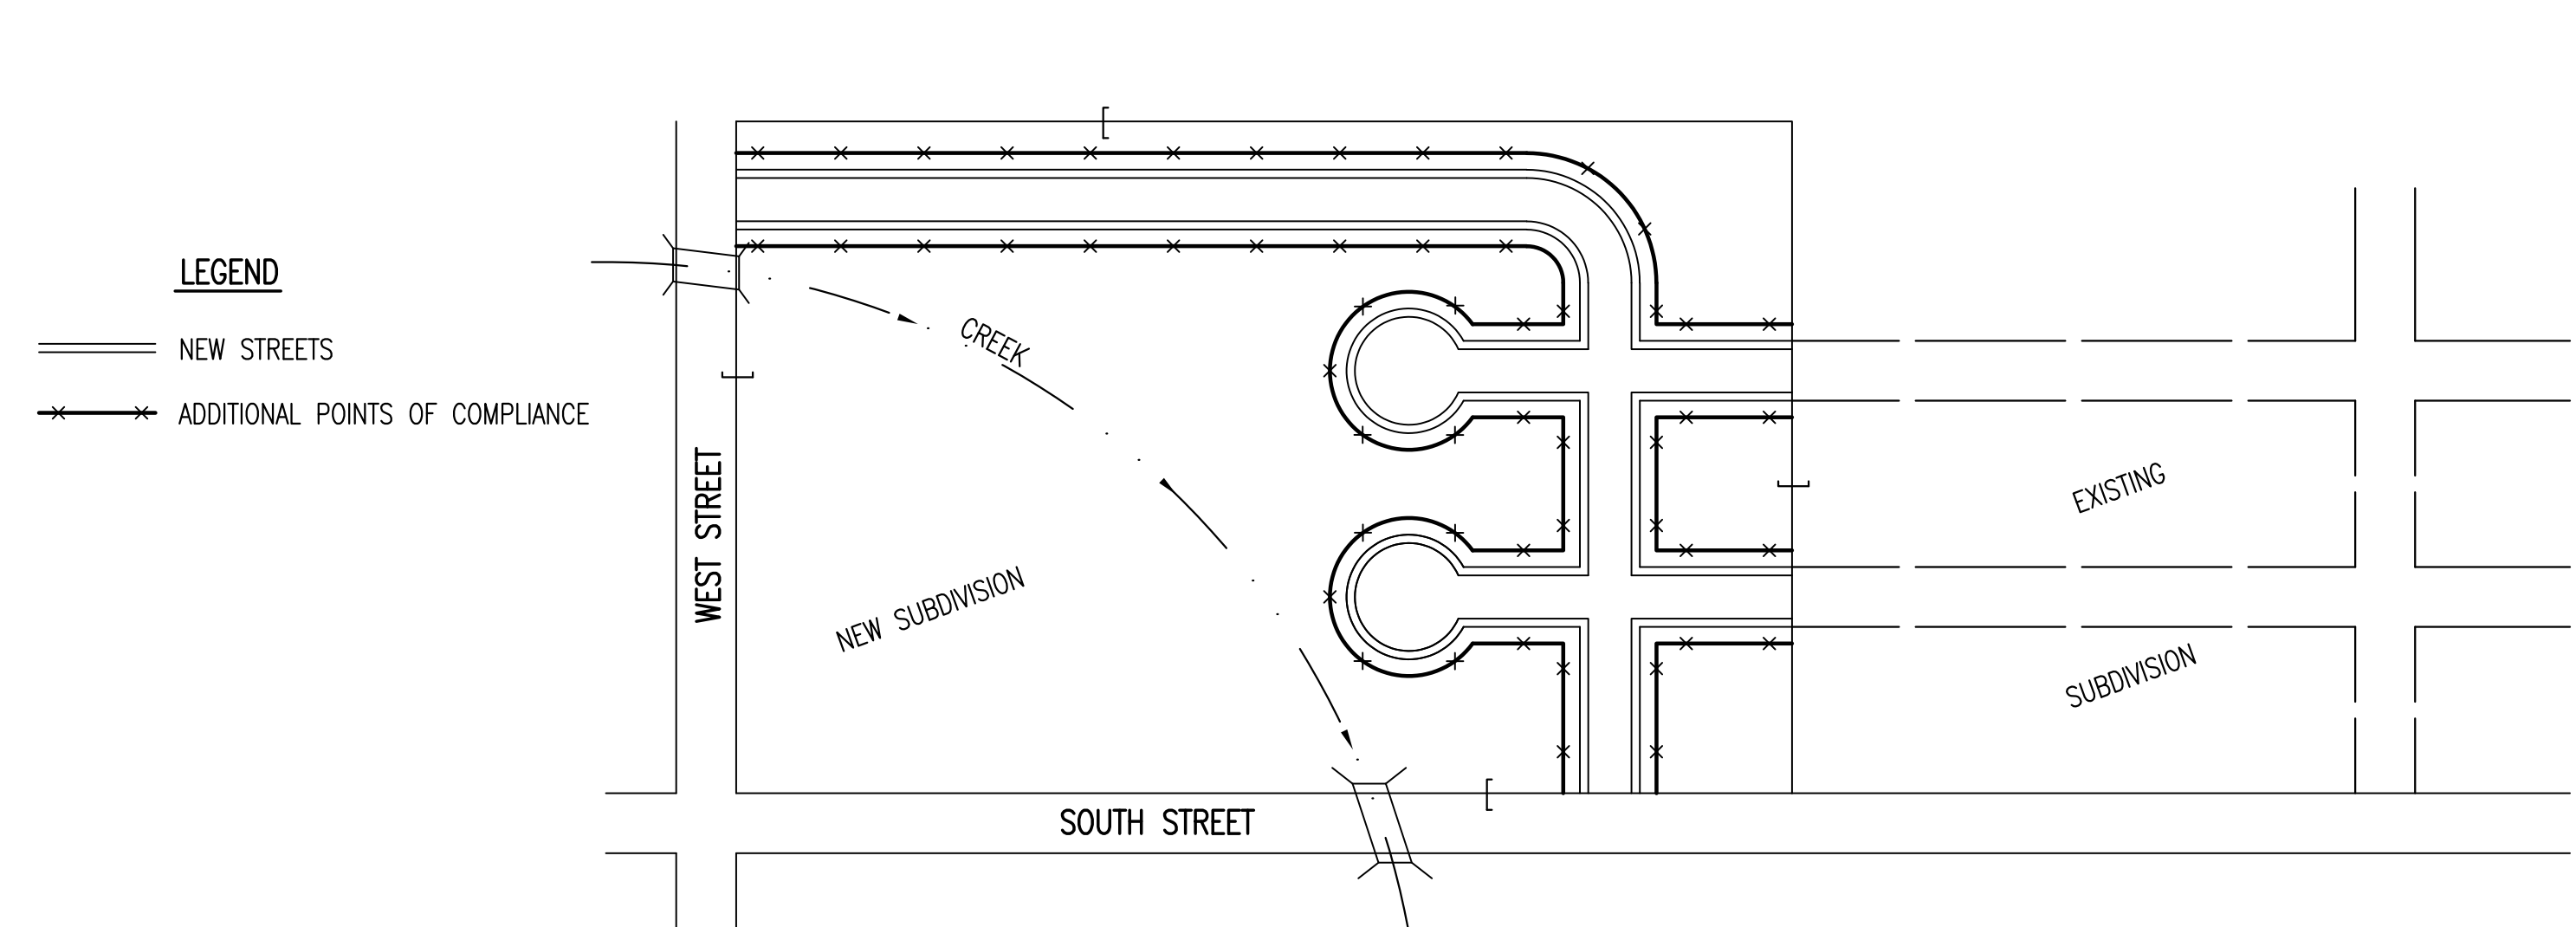 LEGEND
NEW STREETS
ADDITIONAL POINTS OF COMPLIANCE
WEST STREET
CREEK
NEW SUBDIVISION
SOUTH STREET
EXISTING
SUBDIVISION